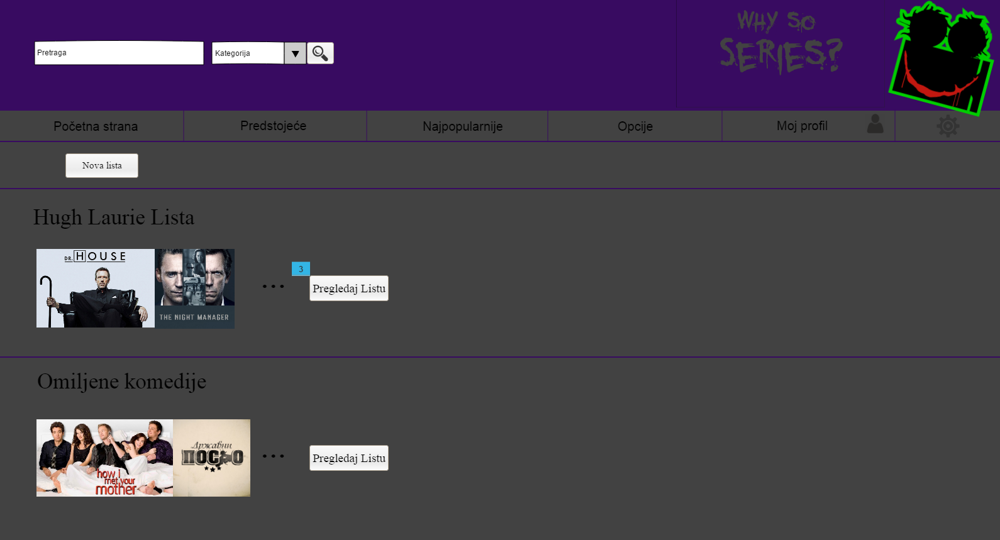 WHY SO
SERIES?
Pretraga
Kategorija
Početna strana
Predstojeće
Najpopularnije
Opcije
Moj profil
Nova lista
Hugh Laurie Lista
DR. HOUSE
THE NIGHT MANAGER
...
3
Pregledaj Listu
Omiljene komedije
how i
met your
mother
Државни
ПОСАО
...
Pregledaj Listu